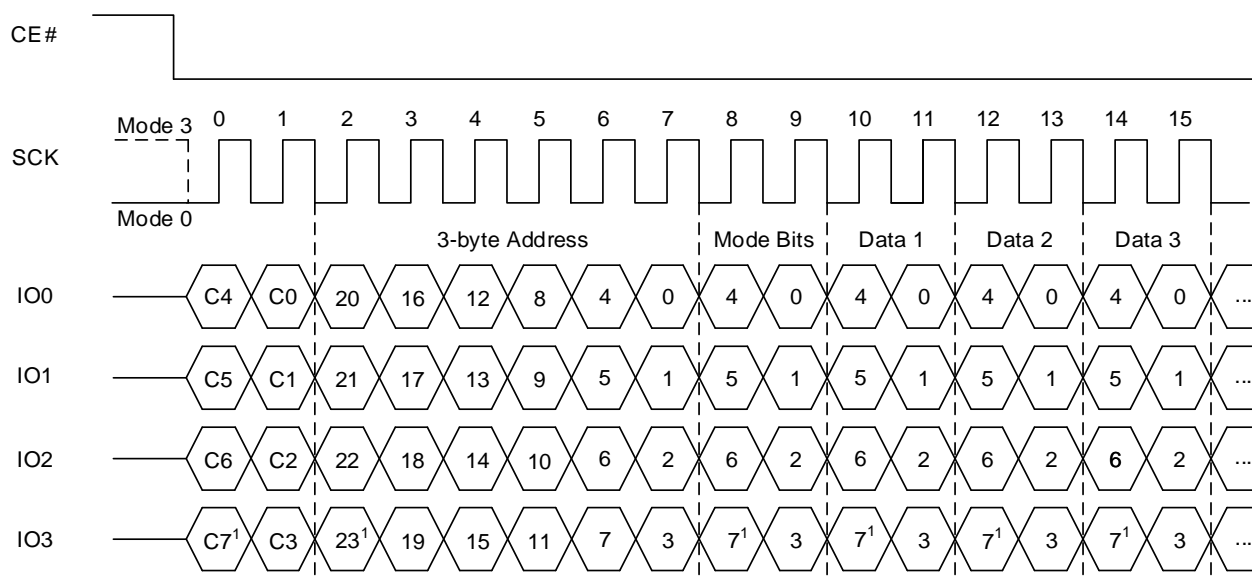 CE#
Mode 3 0 1 2 3 4 5 6 7 8 9 10 11 12 13 14 15
SCK
Mode 0
3-byte Address Mode Bits Data 1 Data 2 Data 3
IO0 C4 C0 20 16 12 8 4 0 4 0 4 0 4 0 4 0 ...
IO1 C5 C1 21 17 13 9 5 1 5 1 5 1 5 1 5 1 ...
IO2 C6 C2 22 18 14 10 6 2 6 2 6 2 6 2 6 2 ...
IO3 C7¹ C3 23¹ 19 15 11 7 3 7¹ 3 7¹ 3 7¹ 3 7¹ 3 ...